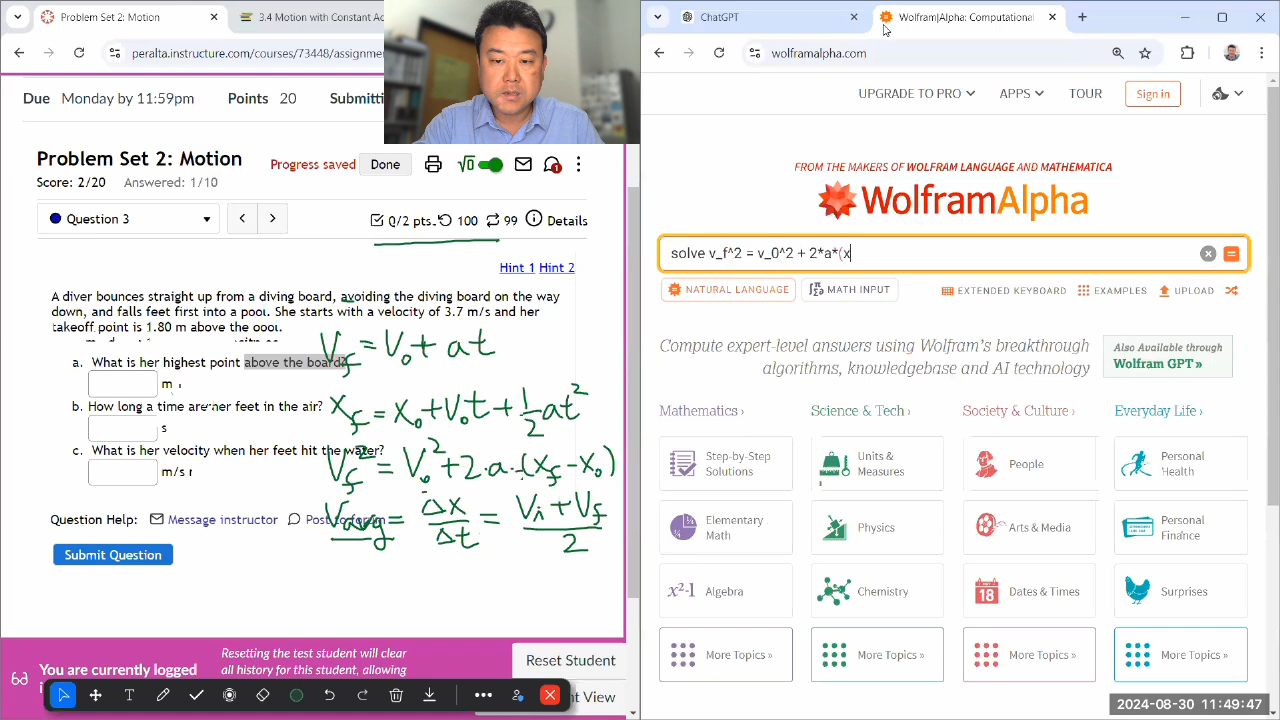 Problem Set 2: Motion
3.4 Motion with Constant Ac
peralta.instructure.com/courses/73448/assignme
Due Monday by 11:59pm Points 20 Submittin
Problem Set 2: Motion
Progress saved Done √0
Score: 2/20 Answered: 1/10
Question 3
0/2 pts 100 99 Details
Hint 1 Hint 2
A diver bounces straight up from a diving board, avoiding the diving board on the way
down, and falls feet first into a pool. She starts with a velocity of 3.7 m/s and her
takeoff point is 1.80 m above the pool.
a. What is her highest point above the board?
m
b. How long a time are her feet in the air?
s
c. What is her velocity when her feet hit the water?
m/s
V_f = V_0 + at
x_f = x_0 + V_0t + 1/2 at^2
V_f^2 = V_0^2 + 2·a·(x_f - x_0)
V_avg = Δx/Δt = (V_i + V_f)/2
Question Help: Message instructor Post to forum
Submit Question
You are currently logged
i
Resetting the test student will clear
all history for this student, allowing
Reset Student
nt View
ChatGPT
Wolfram|Alpha: Computational
wolframalpha.com
UPGRADE TO PRO APPS TOUR Sign in
FROM THE MAKERS OF WOLFRAM LANGUAGE AND MATHEMATICA
WolframAlpha
solve v_f^2 = v_0^2 + 2*a*(x
NATURAL LANGUAGE MATH INPUT EXTENDED KEYBOARD EXAMPLES UPLOAD
Compute expert-level answers using Wolfram's breakthrough
algorithms, knowledgebase and AI technology
Available through
Wolfram GPT »
Mathematics › Science & Tech › Society & Culture › Everyday Life ›
Step-by-Step Solutions
Units & Measures
People
Personal Health
Elementary Math
Physics
Arts & Media
Personal Finance
x²-1 Algebra
Chemistry
18 Dates & Times
Surprises
More Topics » More Topics » More Topics » More Topics »
2024-08-30 11:49:47